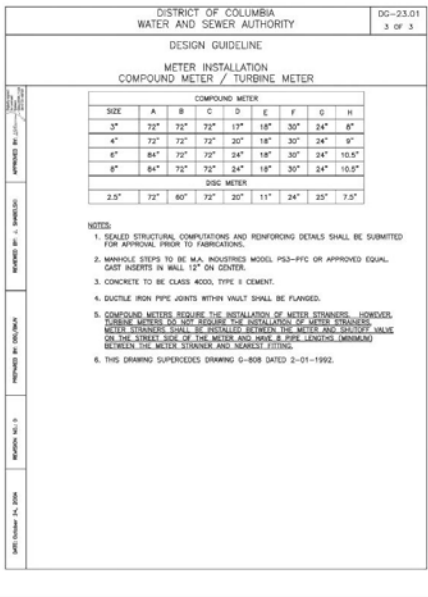 DISTRICT OF COLUMBIA
WATER AND SEWER AUTHORITY
DG-23.01
3 OF 3
DESIGN GUIDELINE
METER INSTALLATION
COMPOUND METER / TURBINE METER
COMPOUND METER
SIZE A B C D E F G H
3" 72" 72" 72" 17" 18" 30" 24" 8"
4" 72" 72" 72" 20" 18" 30" 24" 9"
6" 84" 72" 72" 24" 18" 30" 24" 10.5"
8" 84" 72" 72" 24" 18" 30" 24" 10.5"
DISC METER
2.5" 72" 60" 72" 20" 11" 24" 25" 7.5"
NOTES:
1. SEALED STRUCTURAL COMPUTATIONS AND REINFORCING DETAILS SHALL BE SUBMITTED
FOR APPROVAL PRIOR TO FABRICATIONS.
2. MANHOLE STEPS TO BE M.A. INDUSTRIES MODEL PS3-PFC OR APPROVED EQUAL.
CAST INSERTS IN WALL 12" ON CENTER.
3. CONCRETE TO BE CLASS 4000, TYPE II CEMENT.
4. DUCTILE IRON PIPE JOINTS WITHIN VAULT SHALL BE FLANGED.
5. COMPOUND METERS REQUIRE THE INSTALLATION OF METER STRAINERS. HOWEVER,
TURBINE METERS DO NOT REQUIRE THE INSTALLATION OF METER STRAINERS.
METER STRAINERS SHALL BE INSTALLED BETWEEN THE METER AND SHUTOFF VALVE
ON THE STREET SIDE OF THE METER AND HAVE 8 PIPE LENGTHS (MINIMUM)
BETWEEN THE METER STRAINER AND NEAREST FITTING.
6. THIS DRAWING SUPERCEDES DRAWING G-808 DATED 2-01-1992.
APPROVED BY:
REVIEWED BY: J.
PREPARED BY:
REVISION NO.: 0
DATE: October 24, 2004